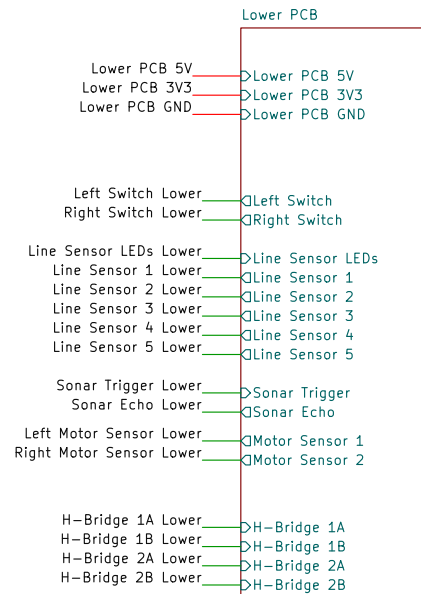 Lower PCB
Lower PCB 5V Lower PCB 5V
Lower PCB 3V3 Lower PCB 3V3
Lower PCB GND Lower PCB GND
Left Switch Lower Left Switch
Right Switch Lower Right Switch
Line Sensor LEDs Lower Line Sensor LEDs
Line Sensor 1 Lower Line Sensor 1
Line Sensor 2 Lower Line Sensor 2
Line Sensor 3 Lower Line Sensor 3
Line Sensor 4 Lower Line Sensor 4
Line Sensor 5 Lower Line Sensor 5
Sonar Trigger Lower Sonar Trigger
Sonar Echo Lower Sonar Echo
Left Motor Sensor Lower Motor Sensor 1
Right Motor Sensor Lower Motor Sensor 2
H-Bridge 1A Lower H-Bridge 1A
H-Bridge 1B Lower H-Bridge 1B
H-Bridge 2A Lower H-Bridge 2A
H-Bridge 2B Lower H-Bridge 2B